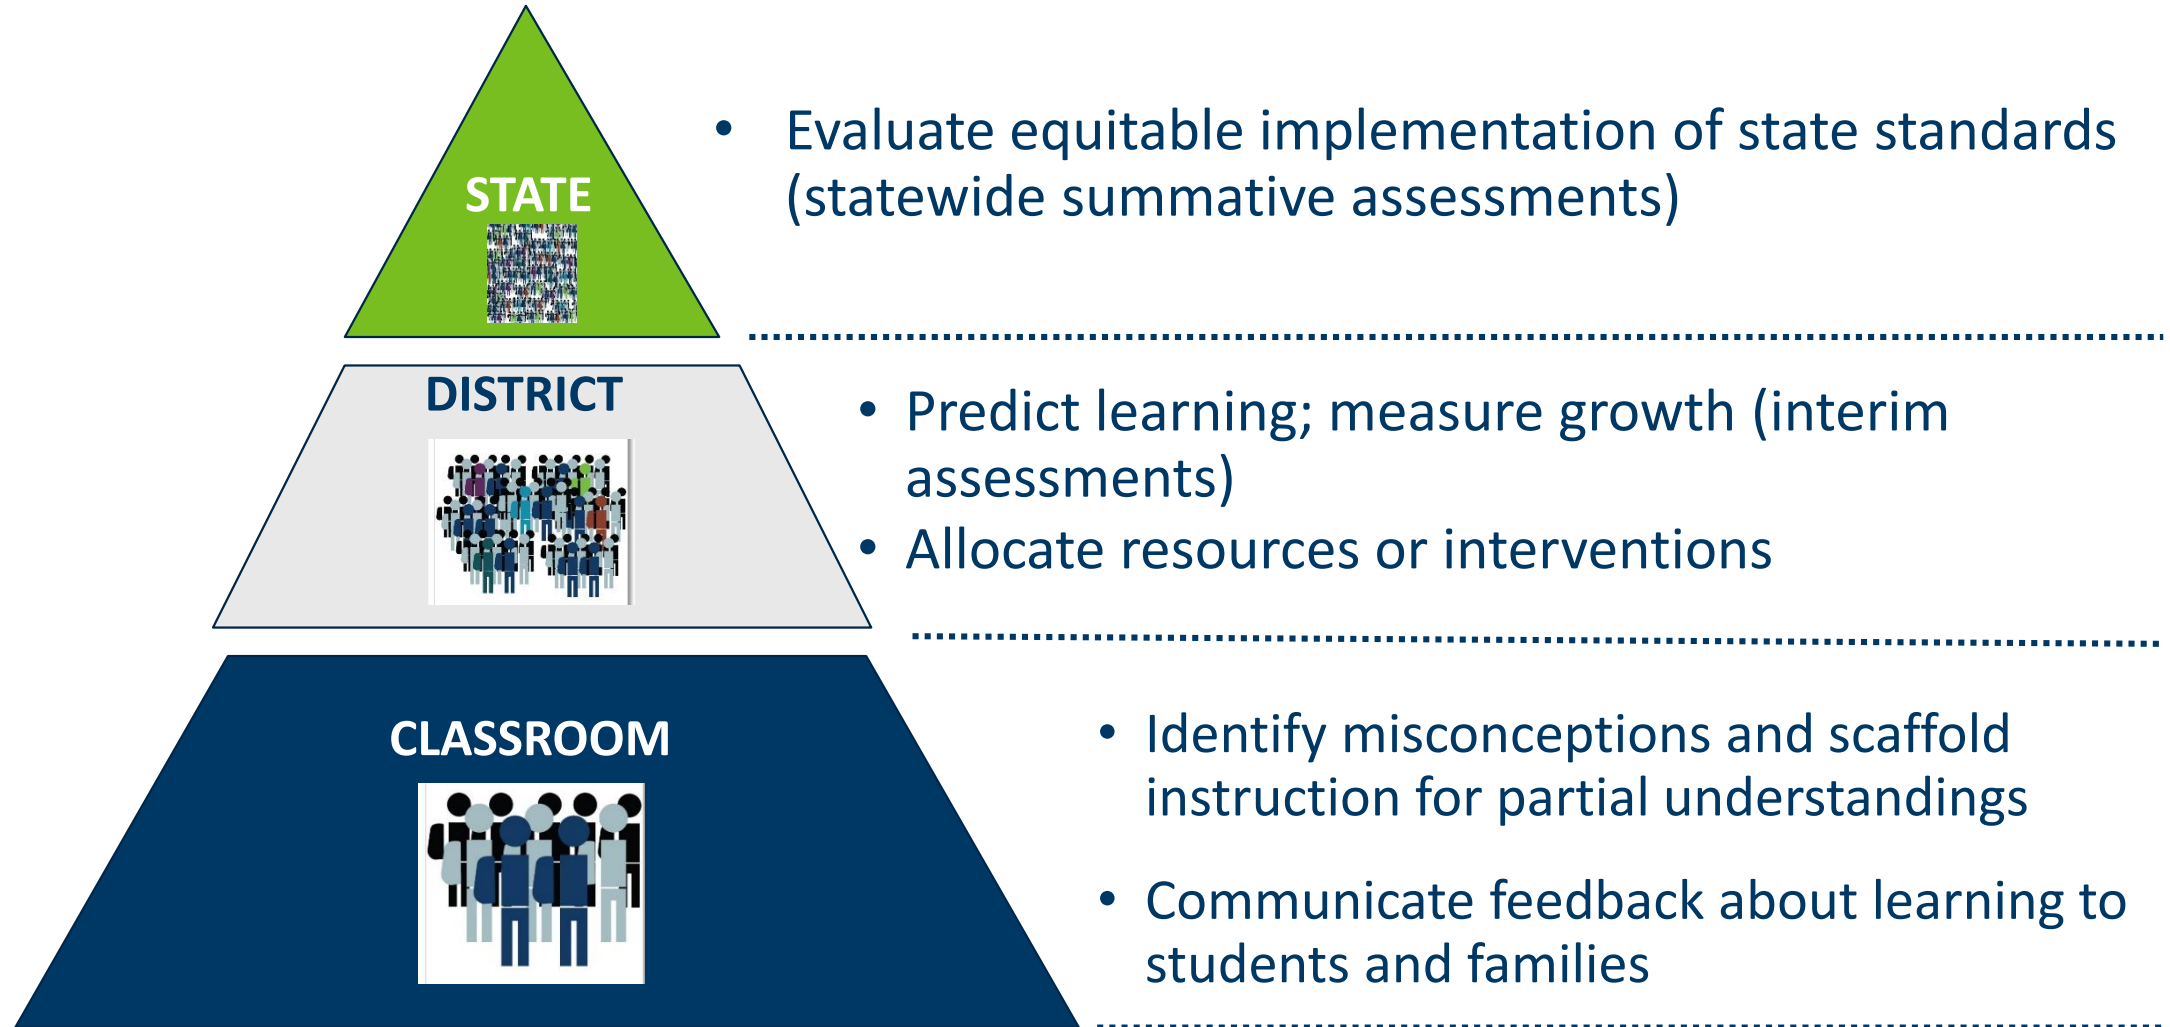 STATE
• Evaluate equitable implementation of state standards
(statewide summative assessments)
DISTRICT
• Predict learning; measure growth (interim
assessments)
• Allocate resources or interventions
CLASSROOM
• Identify misconceptions and scaffold
instruction for partial understandings
• Communicate feedback about learning to
students and families